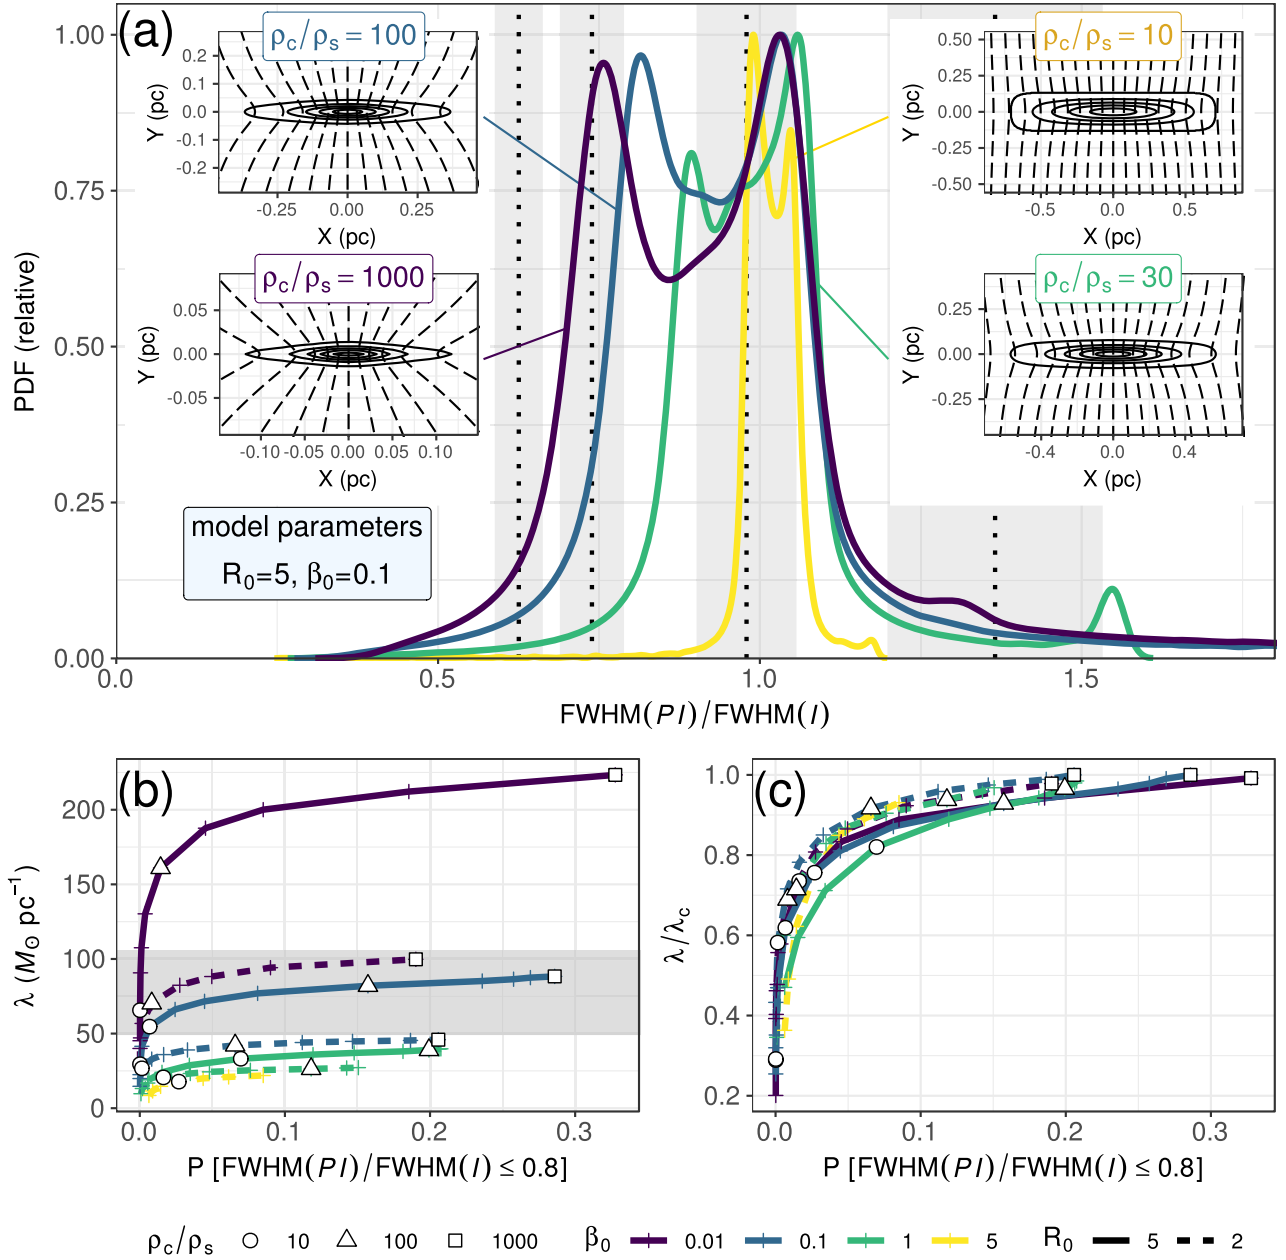 (a)
ρc/ρs = 100
0.2
0.1
0.0
-0.1
-0.2
Y (pc)
-0.25 0.00 0.25
X (pc)
ρc/ρs = 10
0.50
0.25
0.00
-0.25
-0.50
Y (pc)
-0.5 0.0 0.5
X (pc)
ρc/ρs = 1000
0.05
0.00
-0.05
Y (pc)
-0.10 -0.05 0.00 0.05 0.10
X (pc)
ρc/ρs = 30
0.25
0.00
-0.25
Y (pc)
-0.4 0.0 0.4
X (pc)
model parameters
R0=5, β0=0.1
1.00
0.75
0.50
0.25
0.00
PDF (relative)
0.0 0.5 1.0 1.5
FWHM(PI)/FWHM(I)
(b)
200
150
100
50
0
λ (M⊙ pc⁻¹)
0.0 0.1 0.2 0.3
P [FWHM(PI)/FWHM(I) ≤ 0.8]
(c)
1.0
0.8
0.6
0.4
0.2
λ/λc
0.0 0.1 0.2 0.3
P [FWHM(PI)/FWHM(I) ≤ 0.8]
ρc/ρs 10 100 1000 β0 0.01 0.1 1 5 R0 5 2